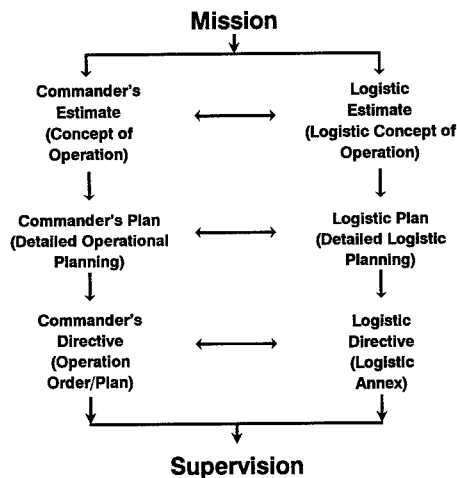 Mission
Commander's
Estimate
(Concept of
Operation)
Logistic
Estimate
(Logistic Concept of
Operation)
Commander's Plan
(Detailed Operational
Planning)
Logistic Plan
(Detailed Logistic
Planning)
Commander's
Directive
(Operation
Order/Plan)
Logistic
Directive
(Logistic
Annex)
Supervision